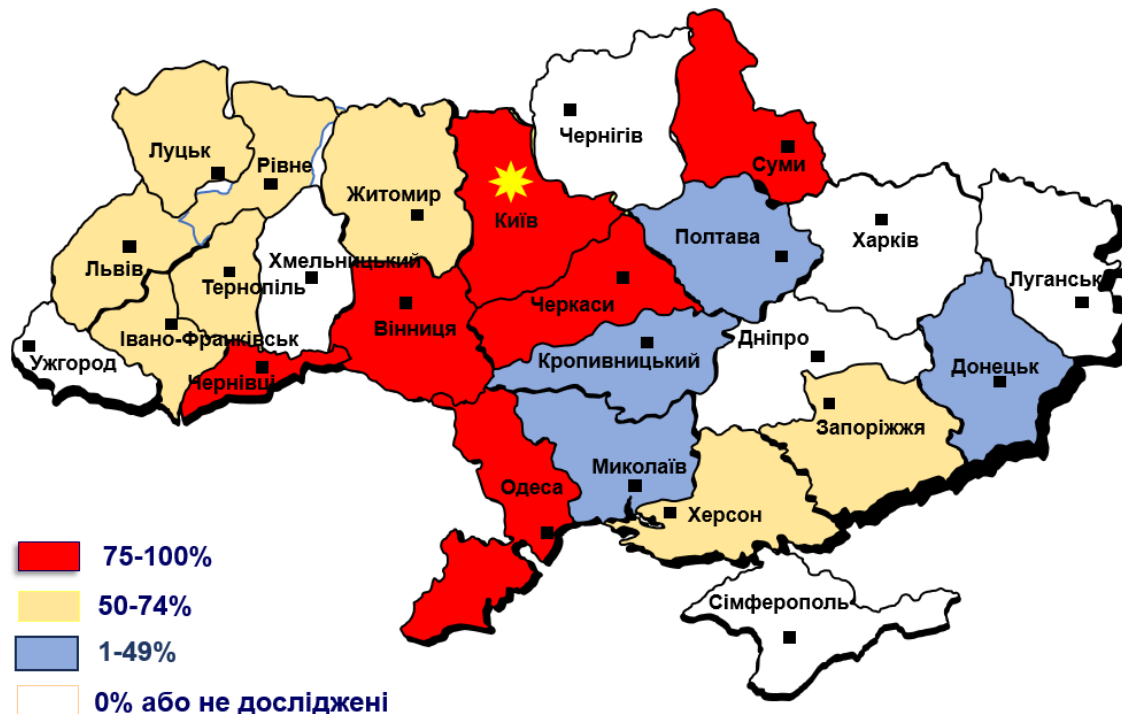 Чернігів
Суми
Луцьк
Рівне
Житомир
Київ
Полтава
Харків
Львів
Тернопіль
Хмельницький
Луганськ
Черкаси
Вінниця
Івано-Франківськ
Ужгород
Чернівці
Кропивницький
Дніпро
Донецьк
Запоріжжя
Миколаїв
Одеса
Херсон
Сімферополь
75-100%
50-74%
1-49%
0% або не досліджені